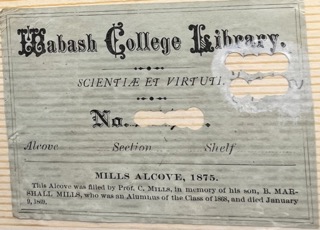 Wabash College Library.
SCIENTIÆ ET VIRTUTI.
No.
Alcove Section Shelf
MILLS ALCOVE, 1875.
This Alcove was filled by Prof. C. MILLS, in memory of his son, B. MAR-
SHALL MILLS, who was an Alumnus of the Class of 1868, and died January
9, 1869.